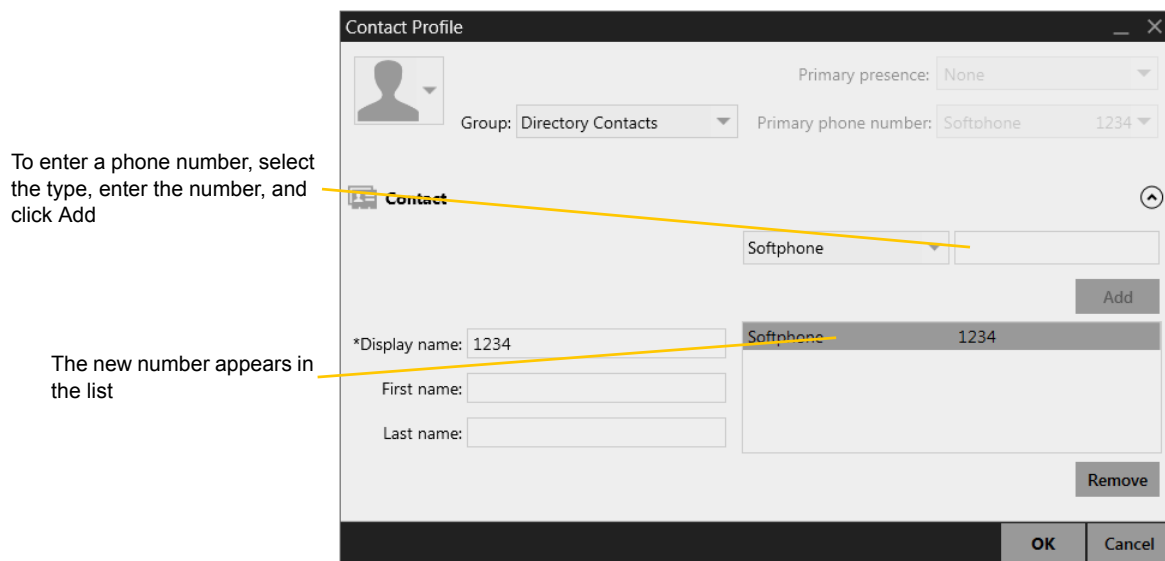 Contact Profile
Primary presence: None
Group: Directory Contacts
Primary phone number: Softphone 1234
To enter a phone number, select
the type, enter the number, and
click Add
Contact
Softphone
Add
*Display name: 1234
Softphone 1234
The new number appears in
the list
First name:
Last name:
Remove
OK
Cancel